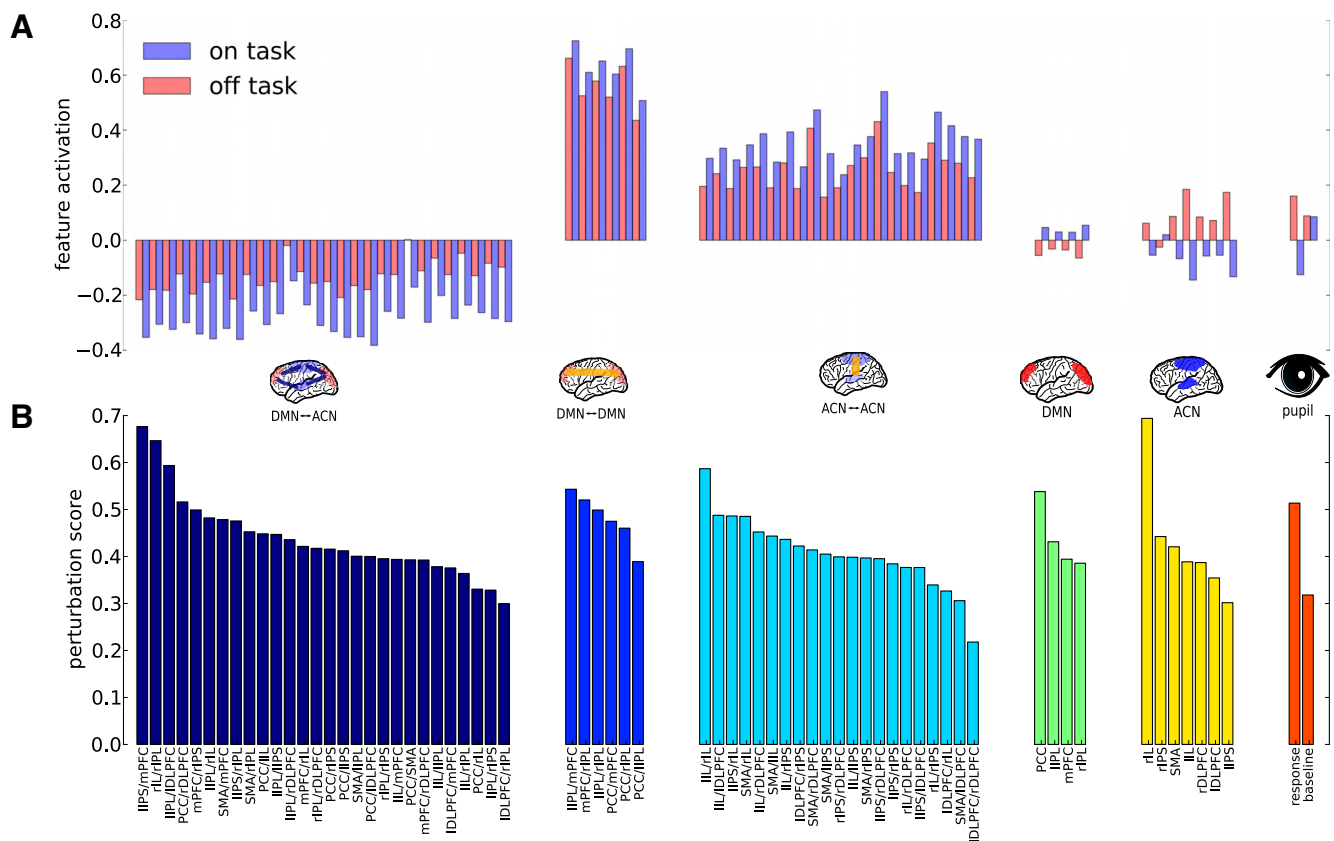 A
on task
off task
feature activation
0.8
0.6
0.4
0.2
0.0
−0.2
−0.4
DMN↔ACN
DMN↔DMN
ACN↔ACN
DMN
ACN
pupil
B
perturbation score
0.7
0.6
0.5
0.4
0.3
0.2
0.1
0.0
lIPS/mPFC
rIL/rIPL
lIPL/lDLPFC
PCC/rDLPFC
mPFC/rIPS
lIPL/rIL
SMA/mPFC
lIPS/rIPL
SMA/rIPL
PCC/lIL
lIPL/lIPS
lIPL/rDLPFC
mPFC/rIL
rIPL/rDLPFC
PCC/rIPS
PCC/lIPS
SMA/lIPL
PCC/lDLPFC
rIPL/rIPS
lIL/mPFC
PCC/SMA
mPFC/rDLPFC
lIL/lIPL
lDLPFC/mPFC
lIL/rIPL
PCC/rIL
lIPL/rIPS
lDLPFC/rIPL
lIPL/mPFC
mPFC/rIPL
lIPL/rIPL
PCC/mPFC
PCC/rIPL
PCC/lIPL
lIL/rIL
lIL/lDLPFC
lIPS/rIL
SMA/rIL
lIL/rDLPFC
SMA/lIL
lIL/rIPS
lDLPFC/rIPS
SMA/rDLPFC
SMA/lIPS
rIPS/rDLPFC
lIL/lIPS
SMA/rIPS
lIPS/rDLPFC
lIPS/rIPS
rIL/rDLPFC
lIPS/lDLPFC
rIL/rIPS
lDLPFC/rIL
SMA/lDLPFC
lDLPFC/rDLPFC
PCC
lIPL
mPFC
rIPL
rIL
rIPS
SMA
lIL
rDLPFC
lDLPFC
lIPS
response
baseline